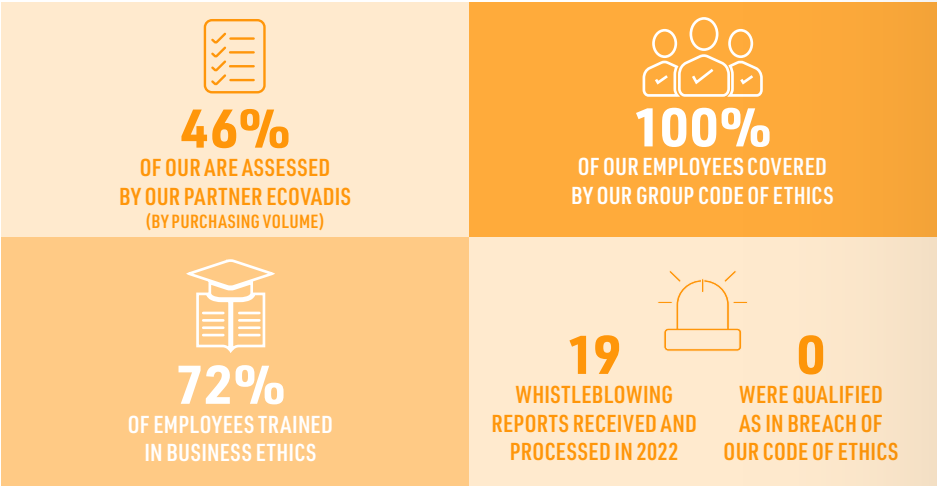 46%
OF OUR ARE ASSESSED
BY OUR PARTNER ECOVADIS
(BY PURCHASING VOLUME)
100%
OF OUR EMPLOYEES COVERED
BY OUR GROUP CODE OF ETHICS
72%
OF EMPLOYEES TRAINED
IN BUSINESS ETHICS
19
WHISTLEBLOWING
REPORTS RECEIVED AND
PROCESSED IN 2022
0
WERE QUALIFIED
AS IN BREACH OF
OUR CODE OF ETHICS